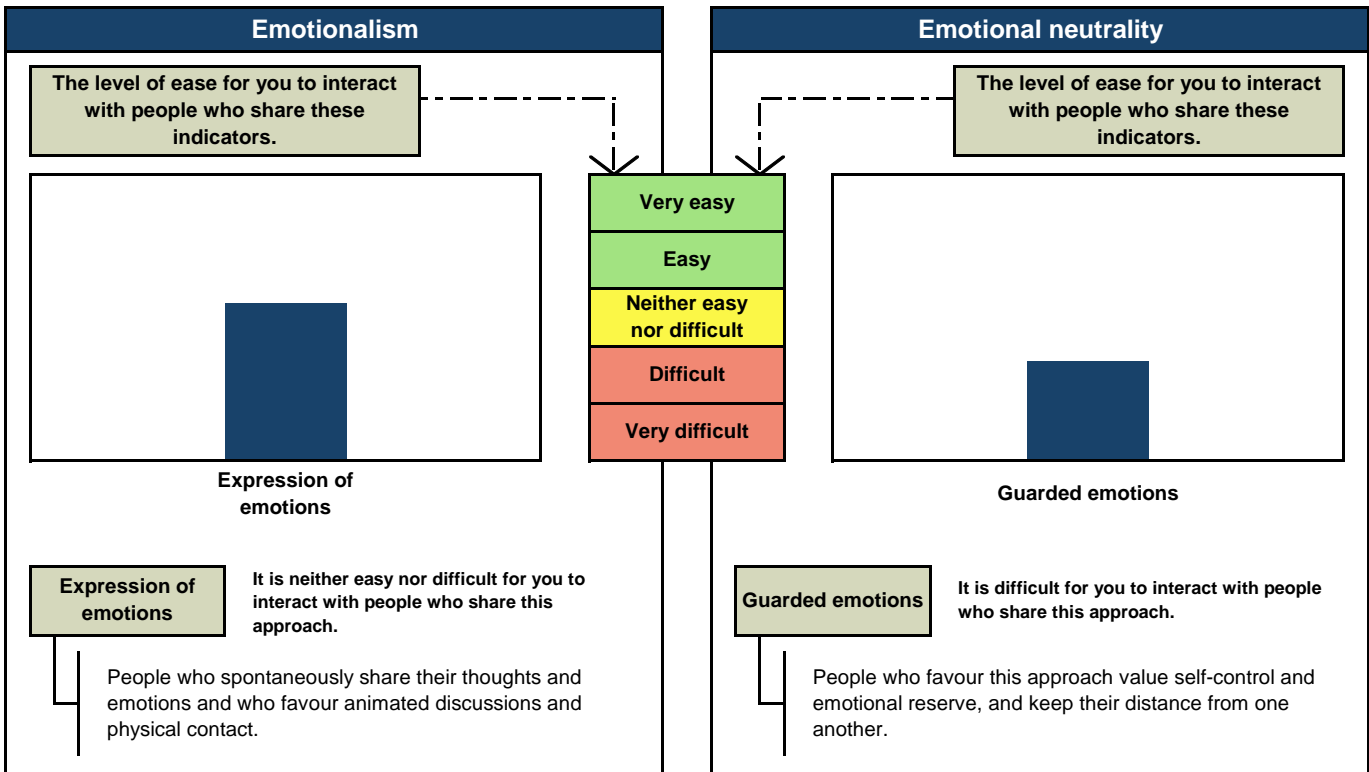 Emotionalism
The level of ease for you to interact
with people who share these
indicators.
Expression of
emotions
Expression of
emotions
It is neither easy nor difficult for you to
interact with people who share this
approach.
People who spontaneously share their thoughts and
emotions and who favour animated discussions and
physical contact.
Very easy
Easy
Neither easy
nor difficult
Difficult
Very difficult
Emotional neutrality
The level of ease for you to interact
with people who share these
indicators.
Guarded emotions
Guarded emotions
It is difficult for you to interact with people
who share this approach.
People who favour this approach value self-control and
emotional reserve, and keep their distance from one
another.